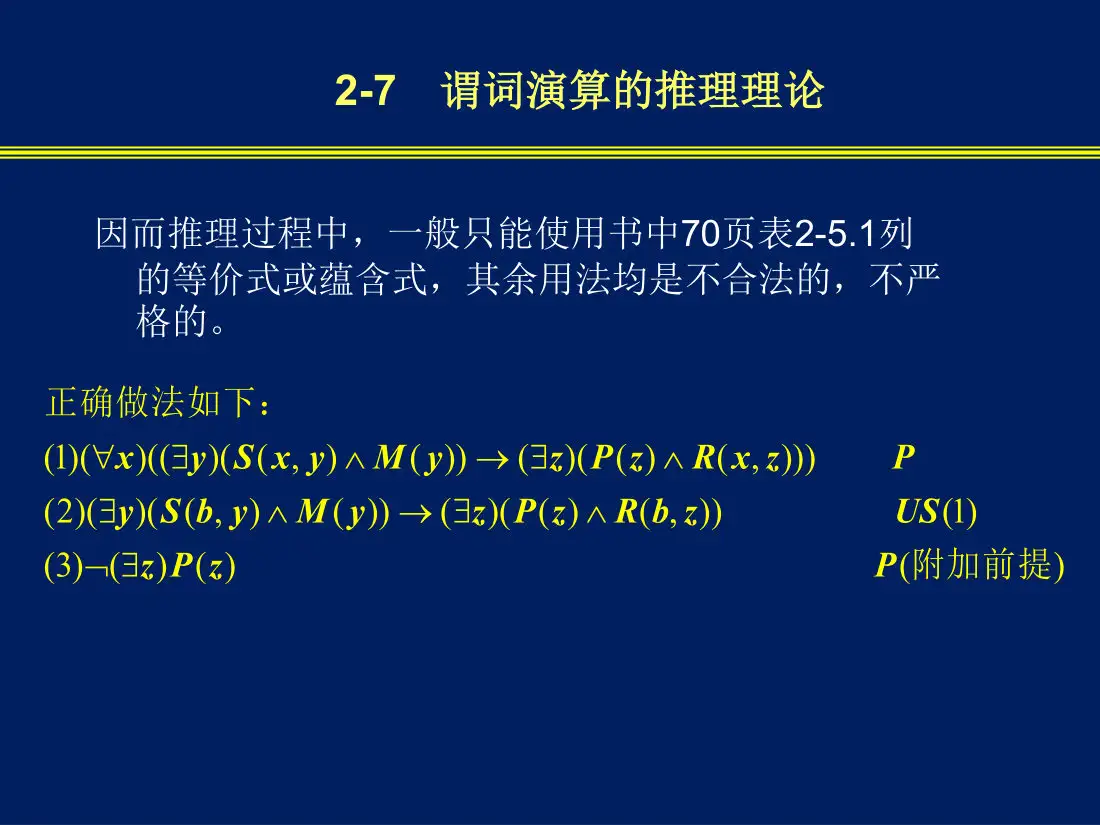 2-7 谓词演算的推理理论
因而推理过程中，一般只能使用书中70页表2-5.1列
的等价式或蕴含式，其余用法均是不合法的，不严
格的。
正确做法如下：
(1)(∀x)((∃y)(S(x, y) ∧ M(y)) → (∃z)(P(z) ∧ R(x, z))) P
(2)(∃y)(S(b, y) ∧ M(y)) → (∃z)(P(z) ∧ R(b, z)) US(1)
(3)¬(∃z)P(z) P(附加前提)